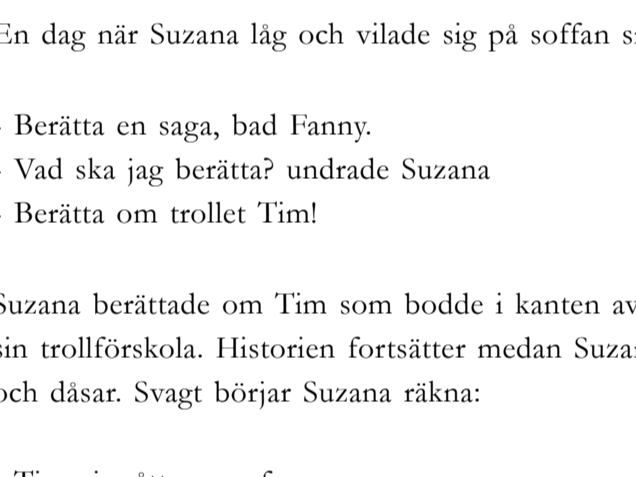 En dag när Suzana låg och vilade sig på soffan
- Berätta en saga, bad Fanny.
- Vad ska jag berätta? undrade Suzana
- Berätta om trollet Tim!
Suzana berättade om Tim som bodde i kanten av
sin trollförskola. Historien fortsätter medan
och dåsar. Svagt börjar Suzana räkna: